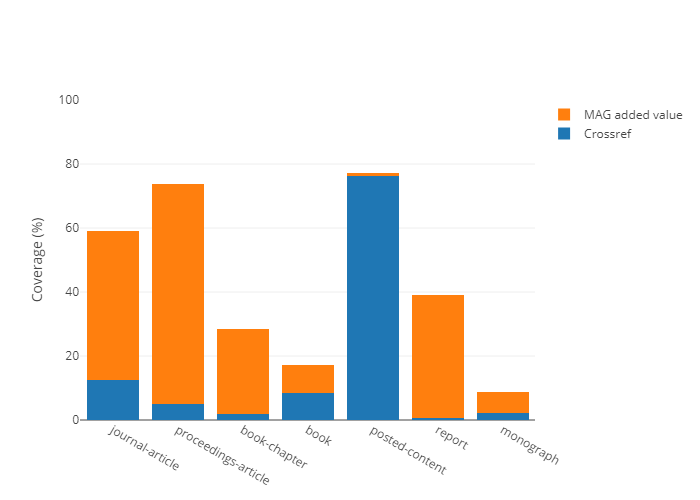 100
80
60
40
20
0
Coverage (%)
journal-article
proceedings-article
book-chapter
book
posted-content
report
monograph
MAG added value
Crossref